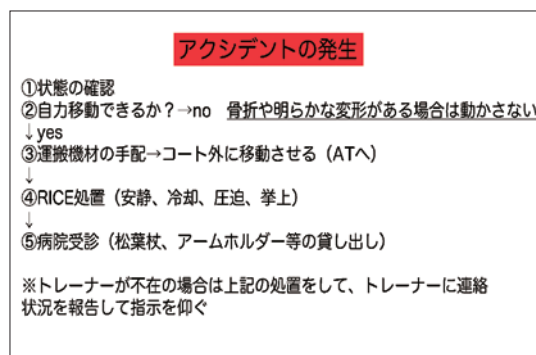 アクシデントの発生
①状態の確認
②自力移動できるか？→no　骨折や明らかな変形がある場合は動かさない
↓yes
③運搬機材の手配→コート外に移動させる（ATへ）
↓
④RICE処置（安静、冷却、圧迫、挙上）
↓
⑤病院受診（松葉杖、アームホルダー等の貸し出し）
※トレーナーが不在の場合は上記の処置をして、トレーナーに連絡
状況を報告して指示を仰ぐ